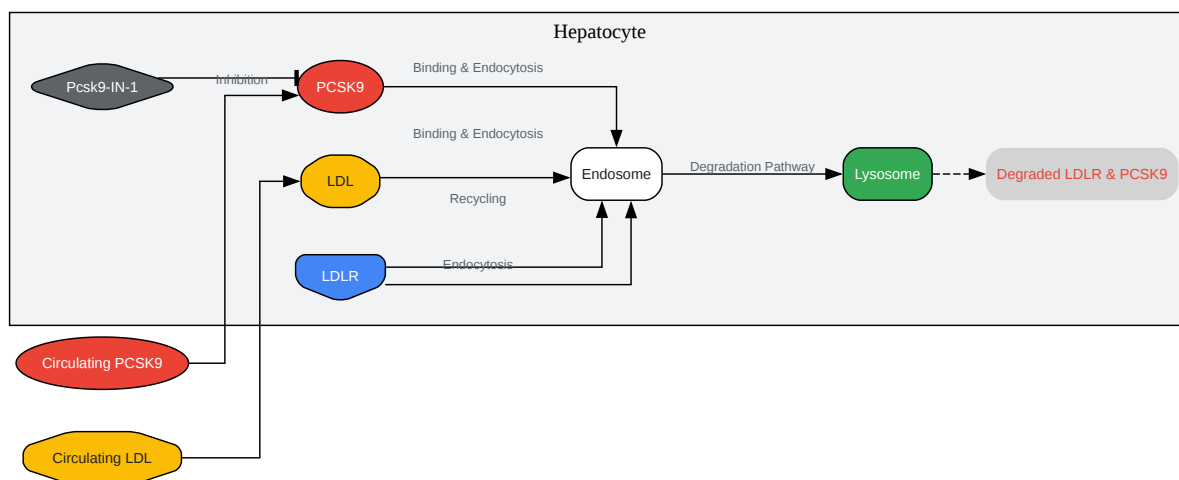 Hepatocyte
Pcsk9-IN-1
Inhibition
PCSK9
Binding & Endocytosis
Binding & Endocytosis
LDL
Recycling
Endosome
Degradation Pathway
Lysosome
Degraded LDLR & PCSK9
LDLR
Endocytosis
Circulating PCSK9
Circulating LDL